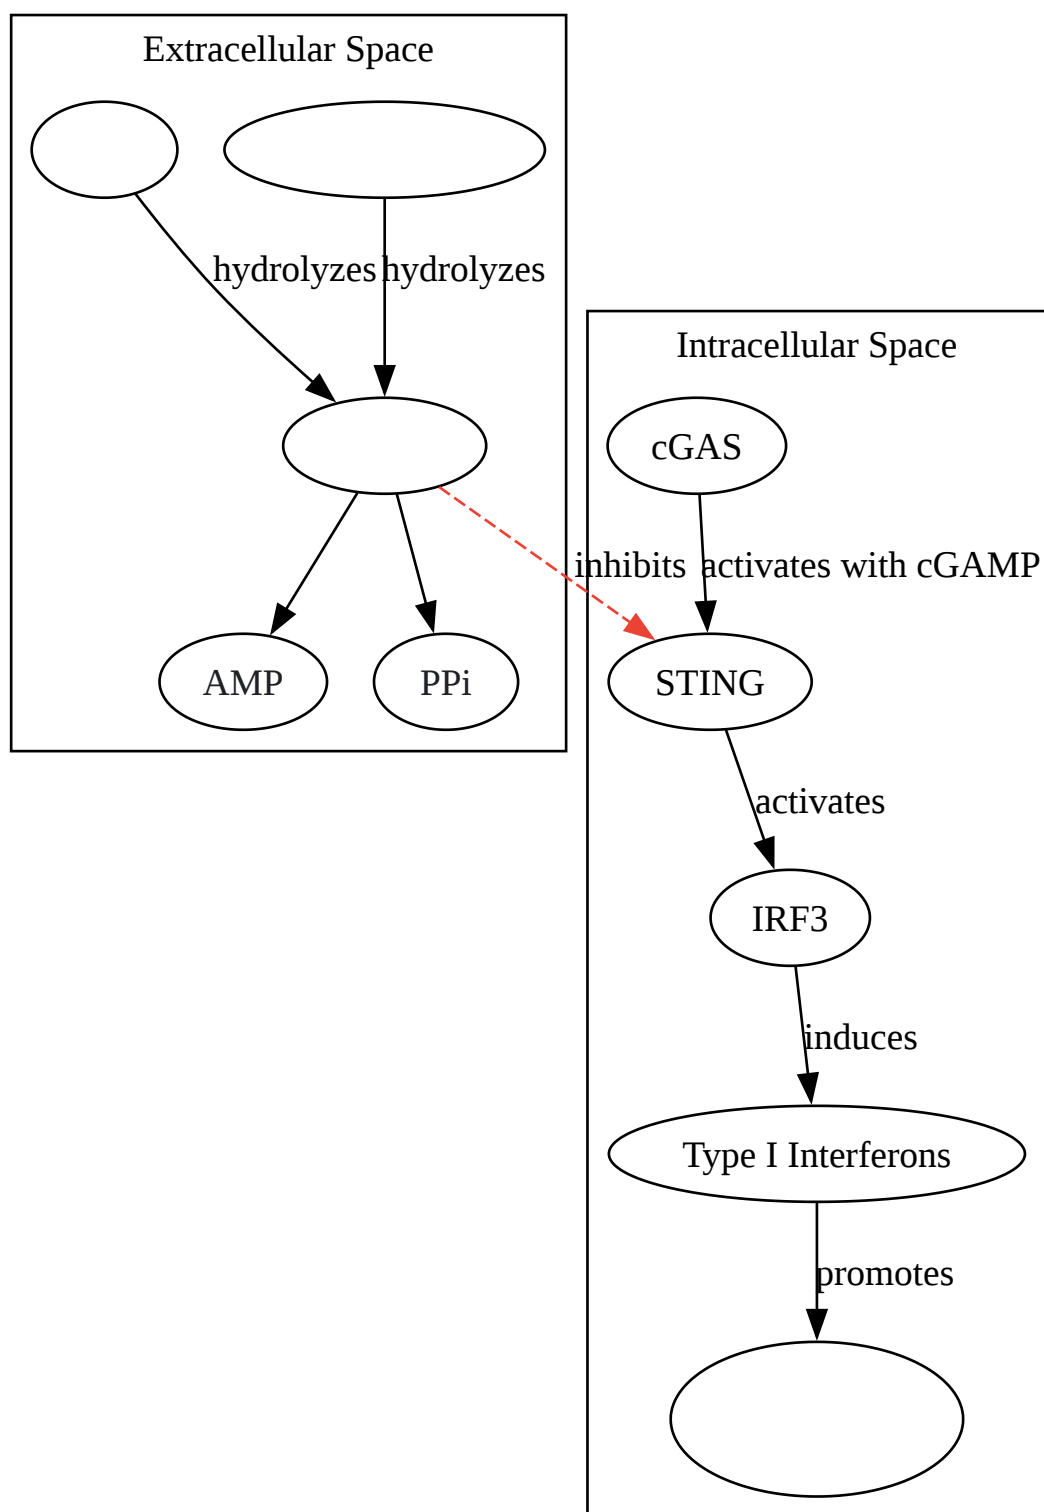 Extracellular Space
hydrolyzes
hydrolyzes
Intracellular Space
cGAS
inhibits
activates with cGAMP
AMP
PPi
STING
activates
IRF3
induces
Type I Interferons
promotes